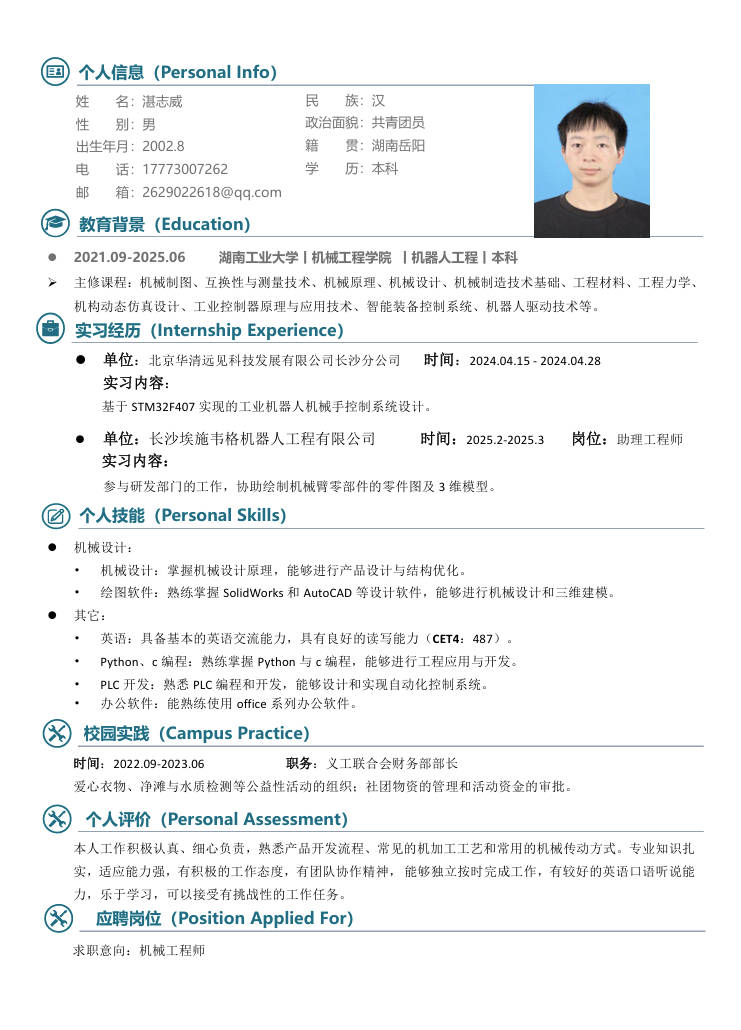 个人信息（Personal Info）
姓　　名：湛志威　　民　　族：汉
性　　别：男　　政治面貌：共青团员
出生年月：2002.8　　籍　　贯：湖南岳阳
电　　话：17773007262　　学　　历：本科
邮　　箱：2629022618@qq.com
教育背景（Education）
● 2021.09-2025.06　　湖南工业大学丨机械工程学院 丨机器人工程丨本科
➢ 主修课程：机械制图、互换性与测量技术、机械原理、机械设计、机械制造技术基础、工程材料、工程力学、
机构动态仿真设计、工业控制器原理与应用技术、智能装备控制系统、机器人驱动技术等。
实习经历（Internship Experience）
● 单位：北京华清远见科技发展有限公司长沙分公司　　时间：2024.04.15 - 2024.04.28
实习内容：
基于 STM32F407 实现的工业机器人机械手控制系统设计。
● 单位：长沙埃施韦格机器人工程有限公司　　时间：2025.2-2025.3　　岗位：助理工程师
实习内容：
参与研发部门的工作，协助绘制机械臂零部件的零件图及 3 维模型。
个人技能（Personal Skills）
● 机械设计：
• 机械设计：掌握机械设计原理，能够进行产品设计与结构优化。
• 绘图软件：熟练掌握 SolidWorks 和 AutoCAD 等设计软件，能够进行机械设计和三维建模。
● 其它：
• 英语：具备基本的英语交流能力，具有良好的读写能力（CET4：487）。
• Python、c 编程：熟练掌握 Python 与 c 编程，能够进行工程应用与开发。
• PLC 开发：熟悉 PLC 编程和开发，能够设计和实现自动化控制系统。
• 办公软件：能熟练使用 office 系列办公软件。
校园实践（Campus Practice）
时间：2022.09-2023.06　　职务：义工联合会财务部部长
爱心衣物、净滩与水质检测等公益性活动的组织；社团物资的管理和活动资金的审批。
个人评价（Personal Assessment）
本人工作积极认真、细心负责，熟悉产品开发流程、常见的机加工工艺和常用的机械传动方式。专业知识扎
实，适应能力强，有积极的工作态度，有团队协作精神， 能够独立按时完成工作，有较好的英语口语听说能
力，乐于学习，可以接受有挑战性的工作任务。
应聘岗位（Position Applied For）
求职意向：机械工程师